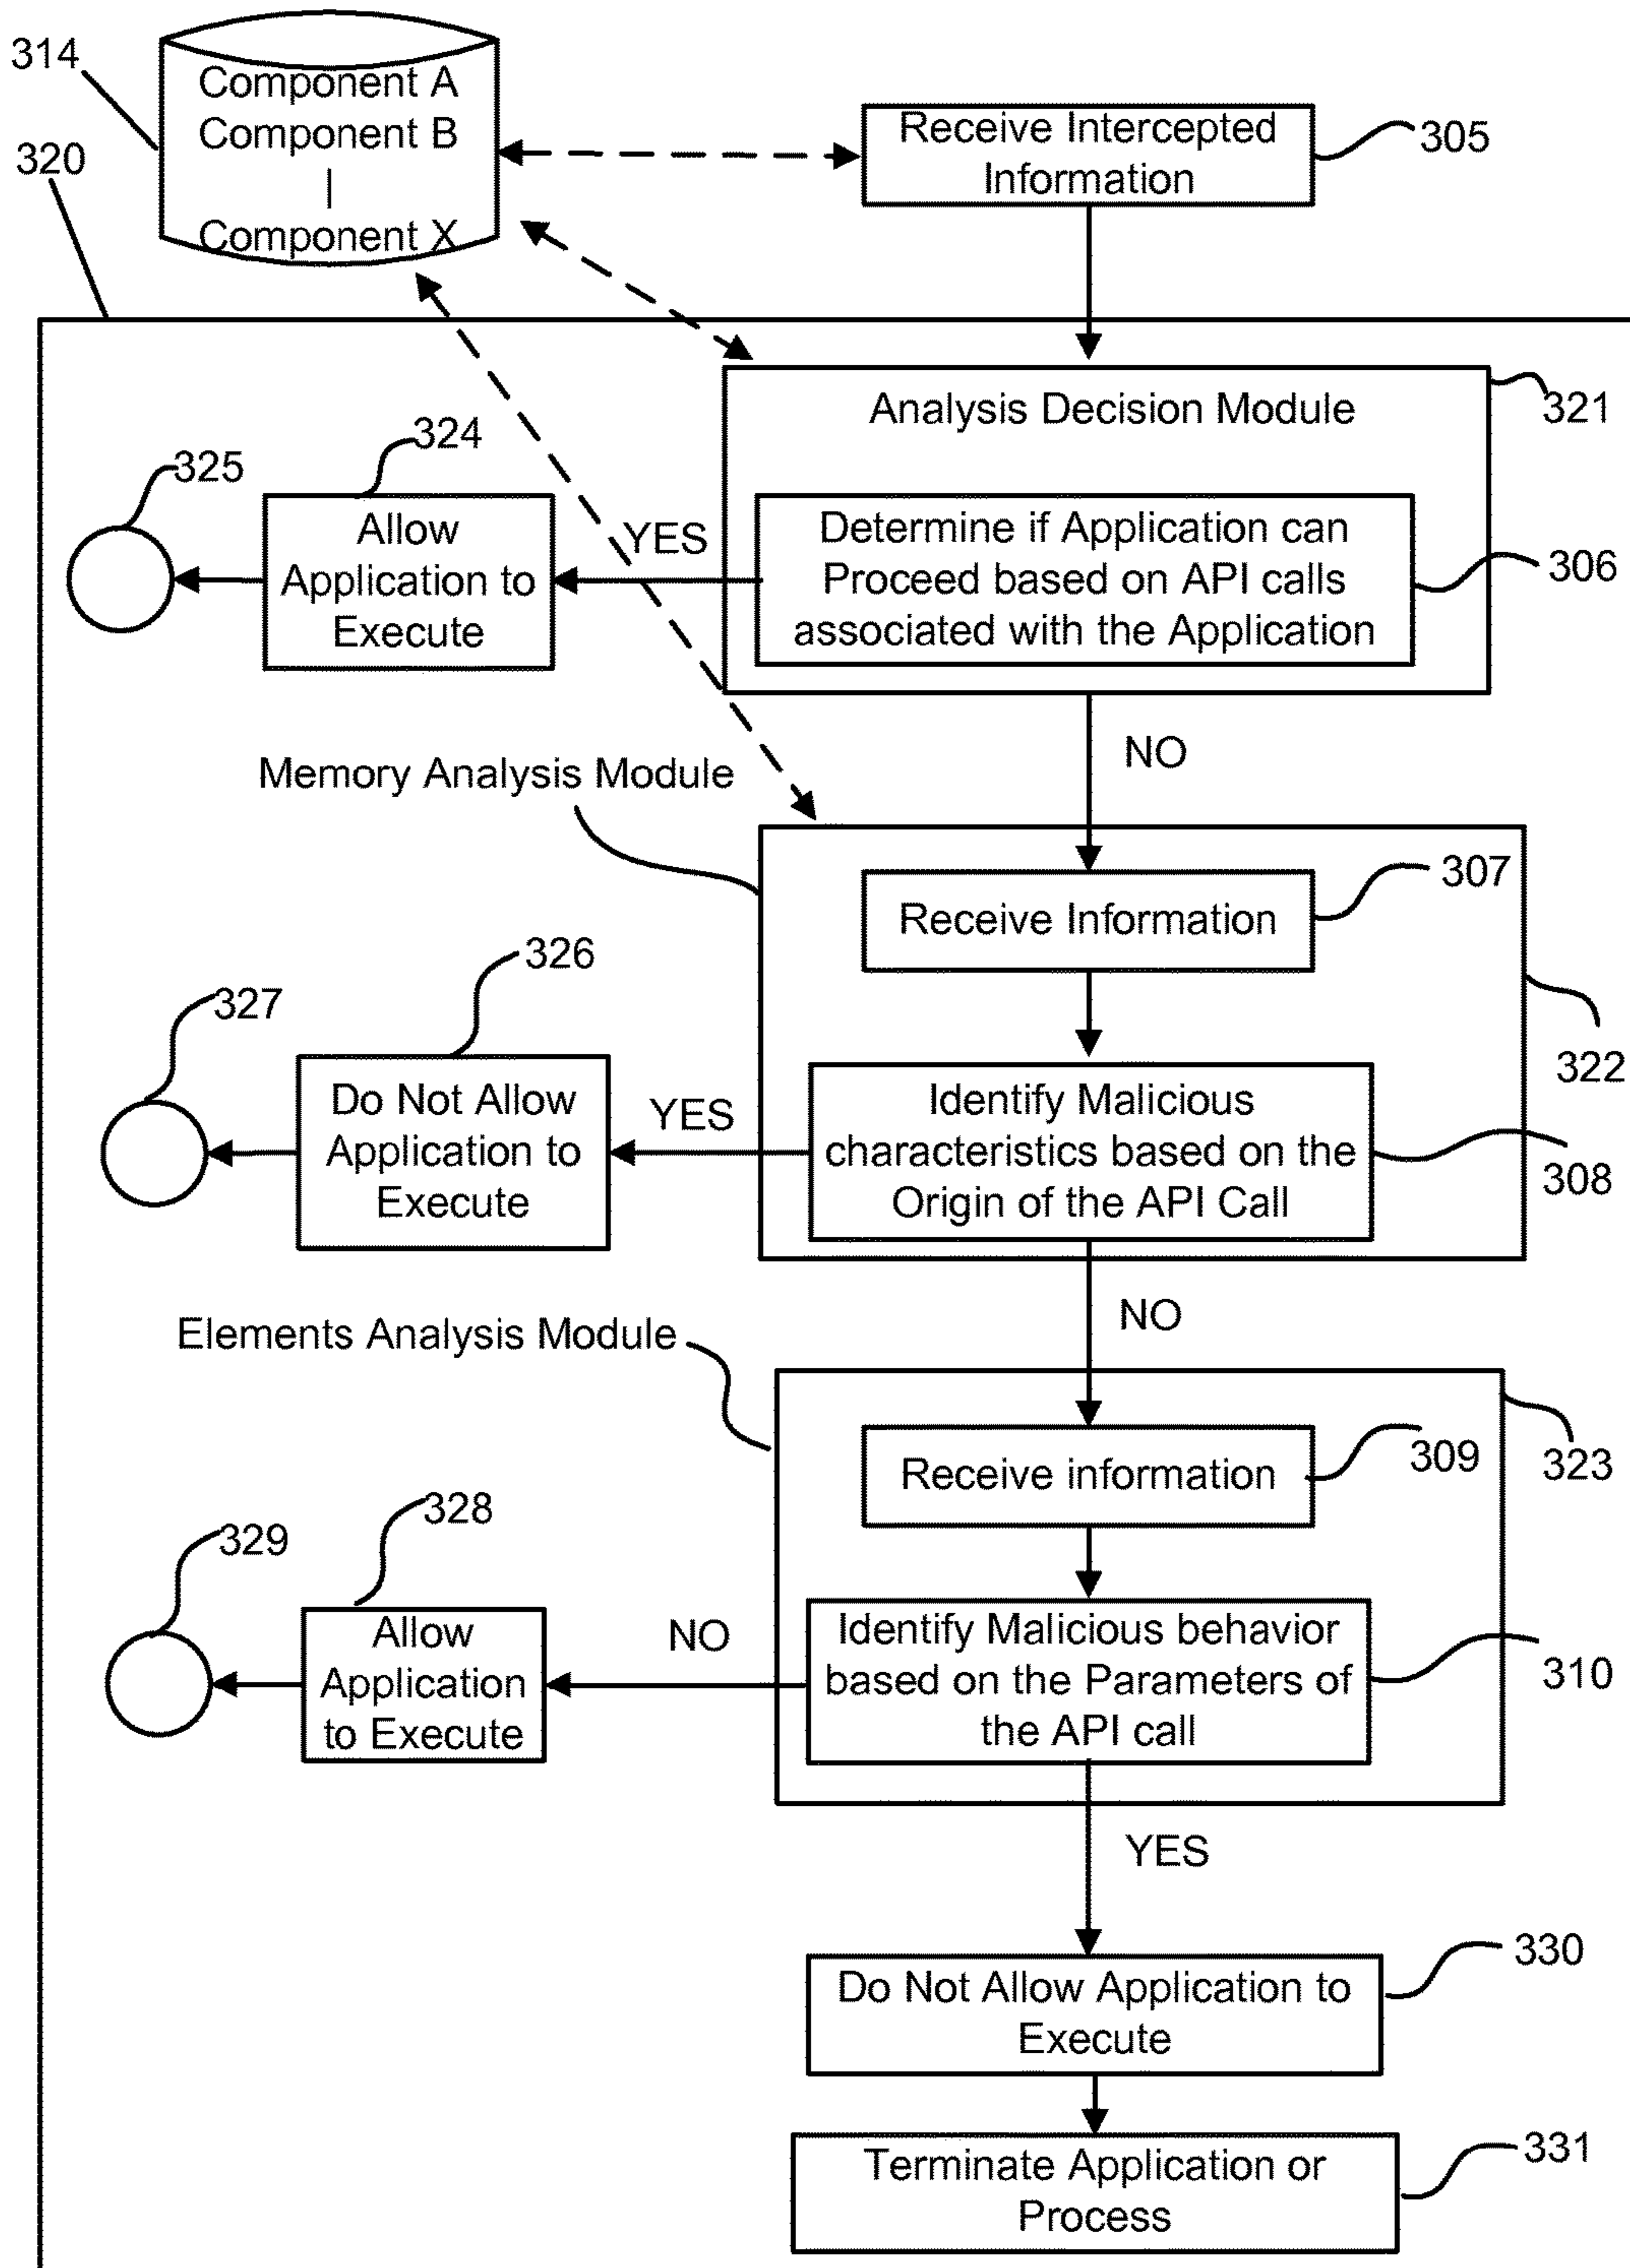 314
Component A
Component B
|
Component X
320
Receive Intercepted
Information
305
Analysis Decision Module
321
324
325
Allow
Application to
Execute
YES
Determine if Application can
Proceed based on API calls
associated with the Application
306
NO
Memory Analysis Module
Receive Information
307
322
326
327
Do Not Allow
Application to
Execute
YES
Identify Malicious
characteristics based on the
Origin of the API Call
308
NO
Elements Analysis Module
Receive information
309
323
328
329
Allow
Application
to Execute
NO
Identify Malicious behavior
based on the Parameters of
the API call
310
YES
Do Not Allow Application to
Execute
330
Terminate Application or
Process
331